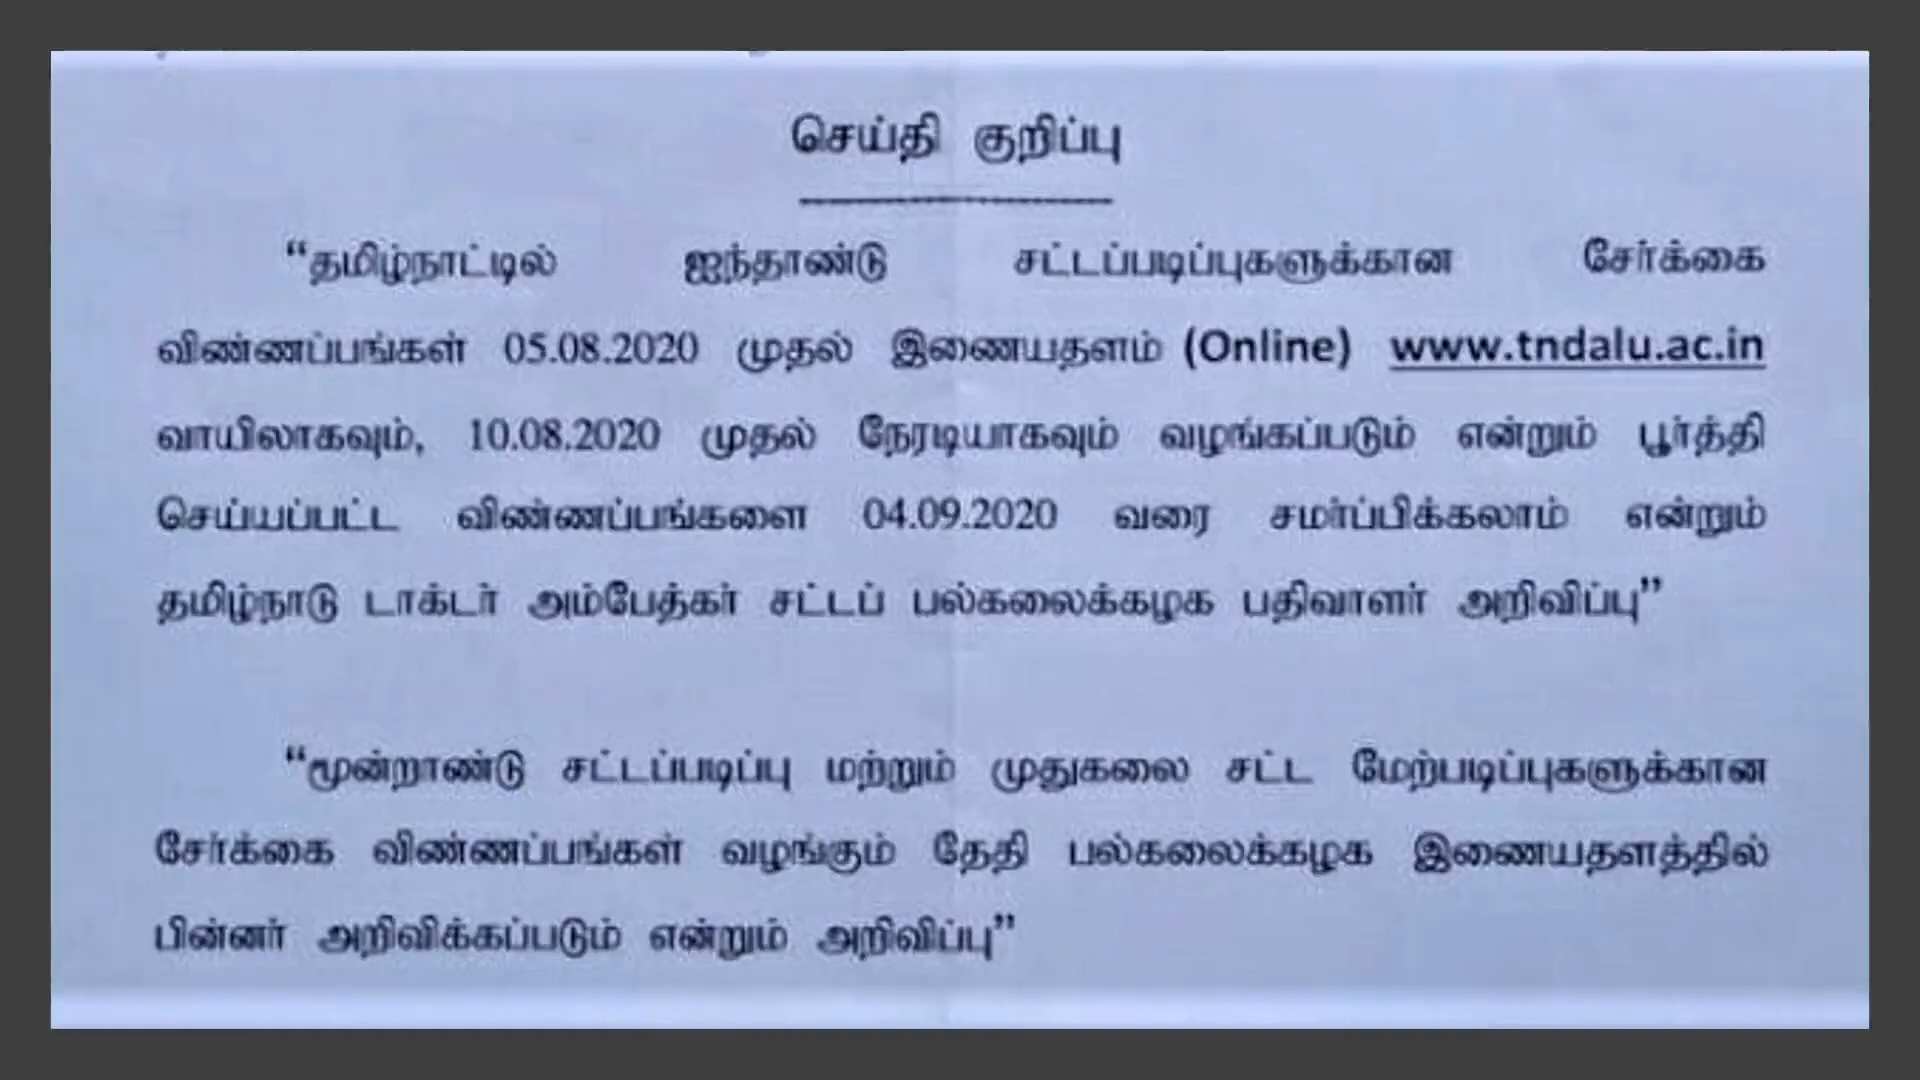 செய்தி குறிப்பு
“தமிழ்நாட்டில் ஐந்தாண்டு சட்டப்படிப்புகளுக்கான சேர்க்கை
விண்ணப்பங்கள் 05.08.2020 முதல் இணையதளம் (Online) www.tndalu.ac.in
வாயிலாகவும், 10.08.2020 முதல் நேரடியாகவும் வழங்கப்படும் என்றும் பூர்த்தி
செய்யப்பட்ட விண்ணப்பங்களை 04.09.2020 வரை சமர்ப்பிக்கலாம் என்றும்
தமிழ்நாடு டாக்டர் அம்பேத்கர் சட்டப் பல்கலைக்கழக பதிவாளர் அறிவிப்பு”
“மூன்றாண்டு சட்டப்படிப்பு மற்றும் முதுகலை சட்ட மேற்படிப்புகளுக்கான
சேர்க்கை விண்ணப்பங்கள் வழங்கும் தேதி பல்கலைக்கழக இணையதளத்தில்
பின்னர் அறிவிக்கப்படும் என்றும் அறிவிப்பு”